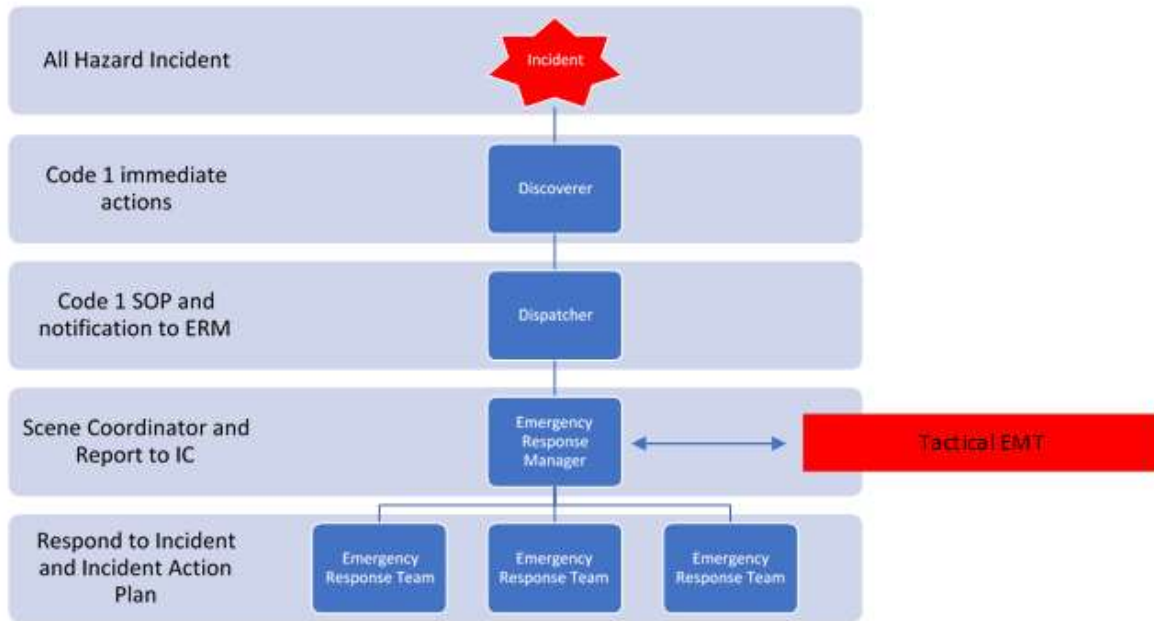 All Hazard Incident
Incident
Code 1 immediate
actions
Discoverer
Code 1 SOP and
notification to ERM
Dispatcher
Scene Coordinator and
Report to IC
Emergency
Response
Manager
Tactical EMT
Respond to Incident
and Incident Action
Plan
Emergency
Response Team
Emergency
Response Team
Emergency
Response Team